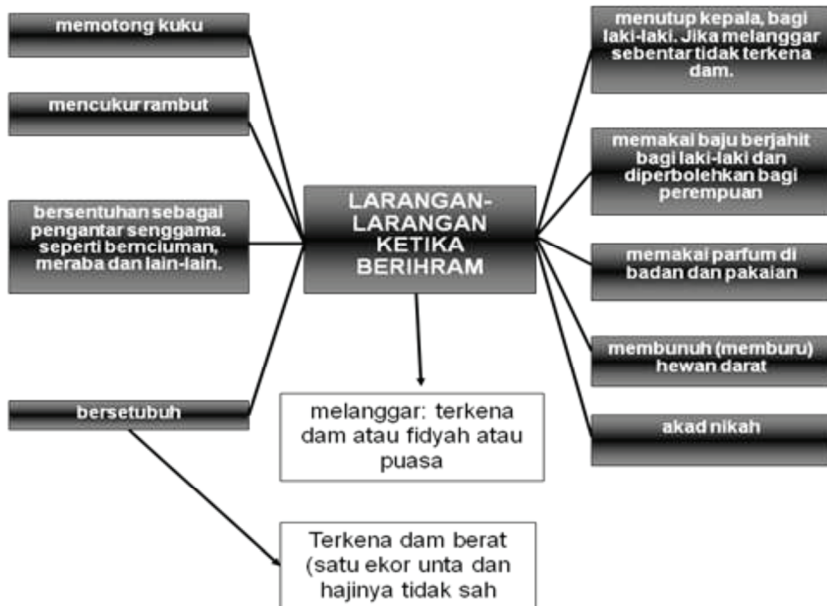 memotong kuku
mencukur rambut
bersentuhan sebagai
pengantar senggama.
seperti bernciuman,
meraba dan lain-lain.
bersetubuh
LARANGAN-
LARANGAN
KETIKA
BERIHRAM
melanggar: terkena
dam atau fidyah atau
puasa
Terkena dam berat
(satu ekor unta dan
hajinya tidak sah
menutup kepala, bagi
laki-laki. Jika melanggar
sebentar tidak terkena
dam.
memakai baju berjahit
bagi laki-laki dan
diperbolehkan bagi
perempuan
memakai parfum di
badan dan pakaian
membunuh (memburu)
hewan darat
akad nikah